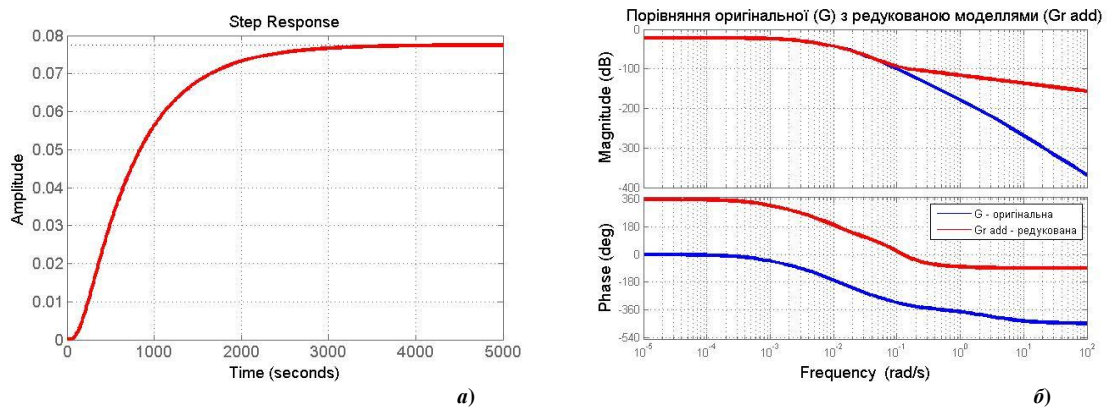 Step Response
0.08
0.07
0.06
0.05
0.04
0.03
0.02
0.01
0
Amplitude
0 1000 2000 3000 4000 5000
Time (seconds)
а)
Порівняння оригінальної (G) з редукованою моделлями (Gr add)
0
-100
-200
-300
-400
Magnitude (dB)
360
180
0
-180
-360
-540
Phase (deg)
G - оригінальна
Gr add - редукована
10^-5 10^-4 10^-3 10^-2 10^-1 10^0 10^1 10^2
Frequency (rad/s)
б)